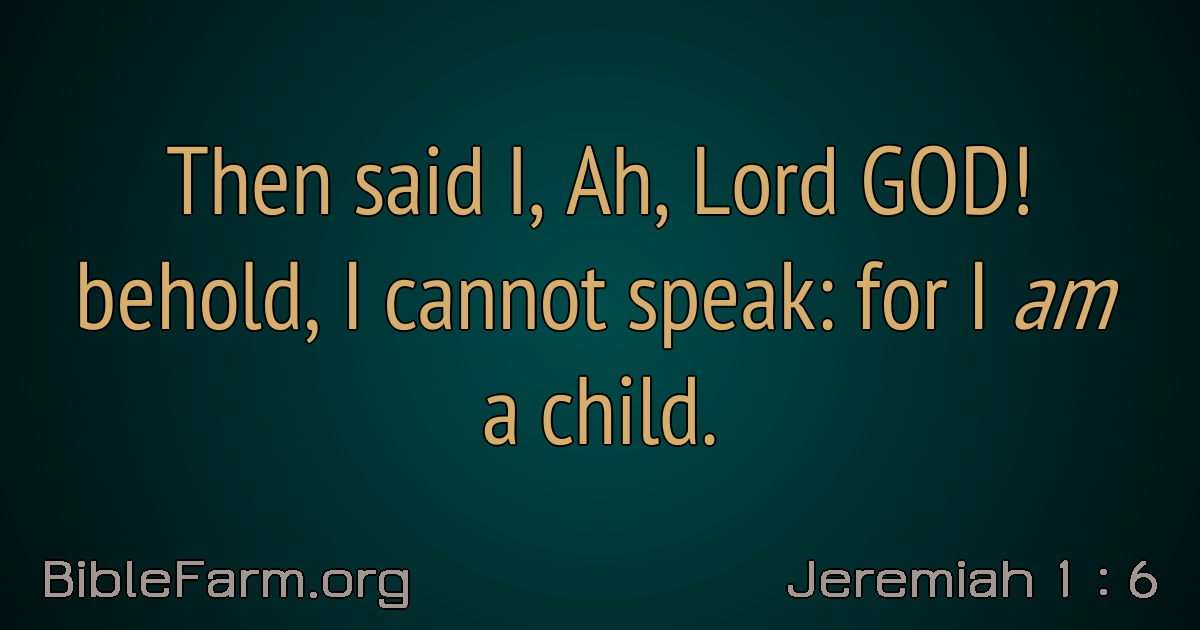 Then said I, Ah, Lord GOD!
behold, I cannot speak: for I am
a child.
BibleFarm.org
Jeremiah 1 : 6